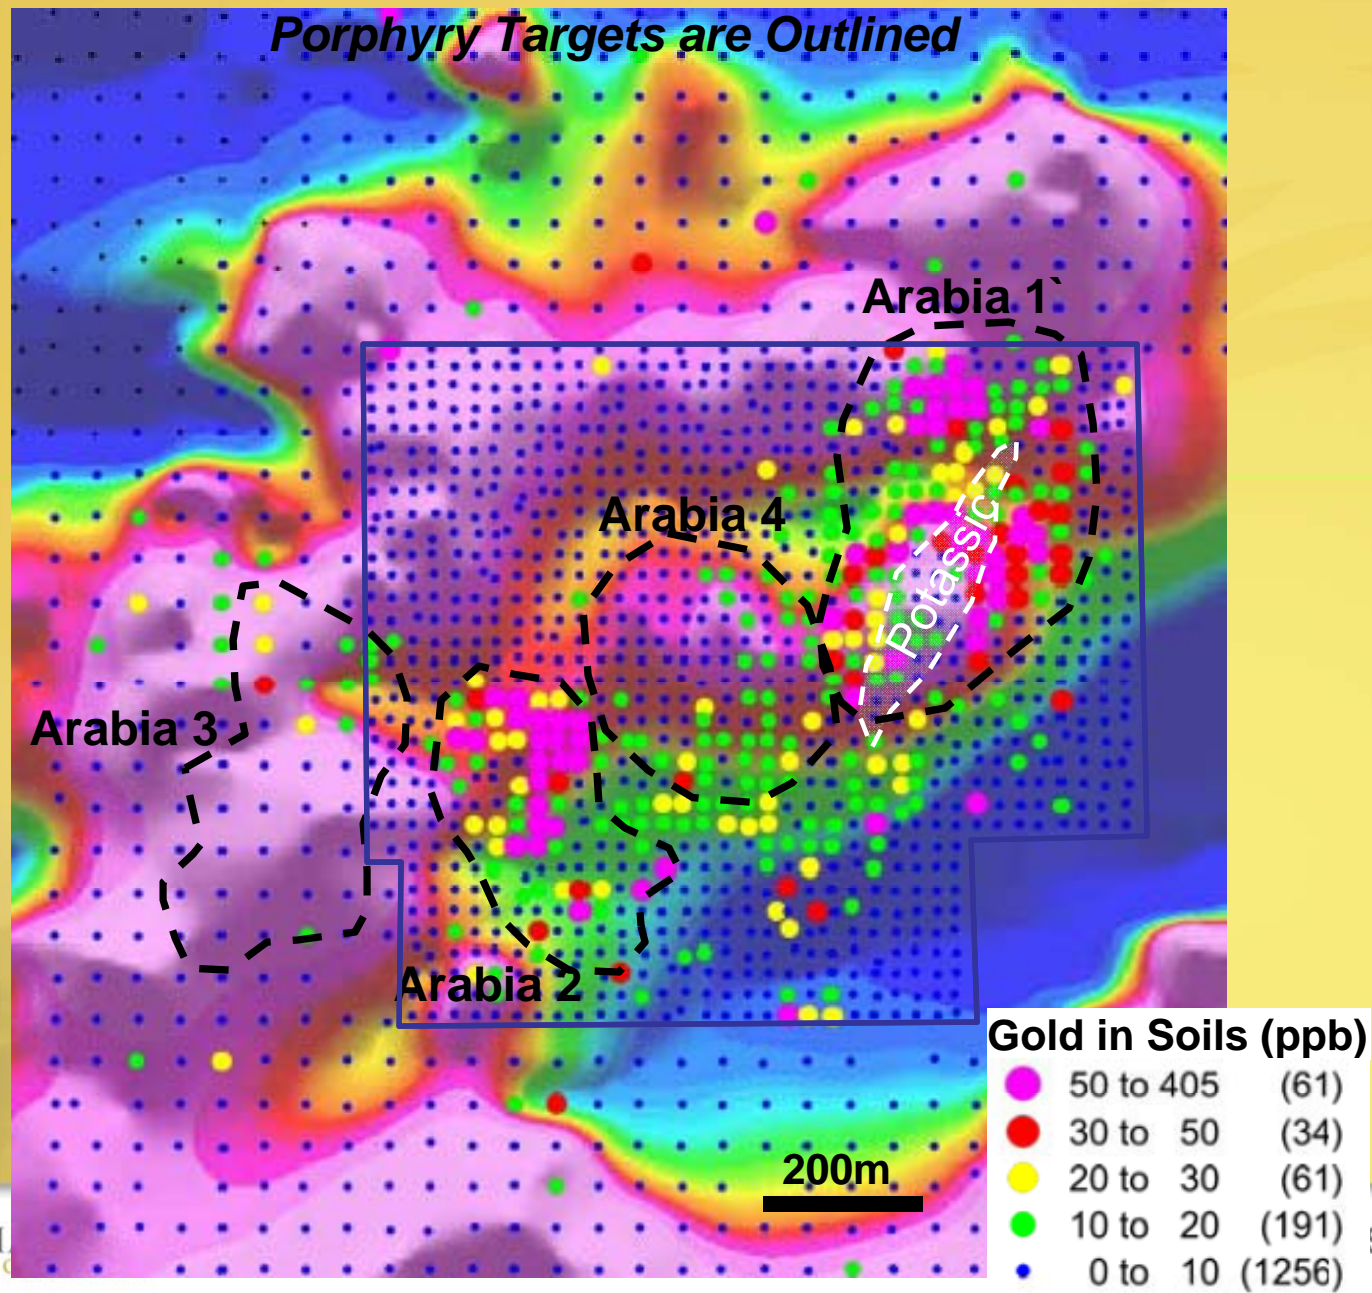 Porphyry Targets are Outlined
Arabia 1`
Arabia 4
Potassic
Arabia 3
Arabia 2
200m
Gold in Soils (ppb)
50 to 405 (61)
30 to 50 (34)
20 to 30 (61)
10 to 20 (191)
0 to 10 (1256)